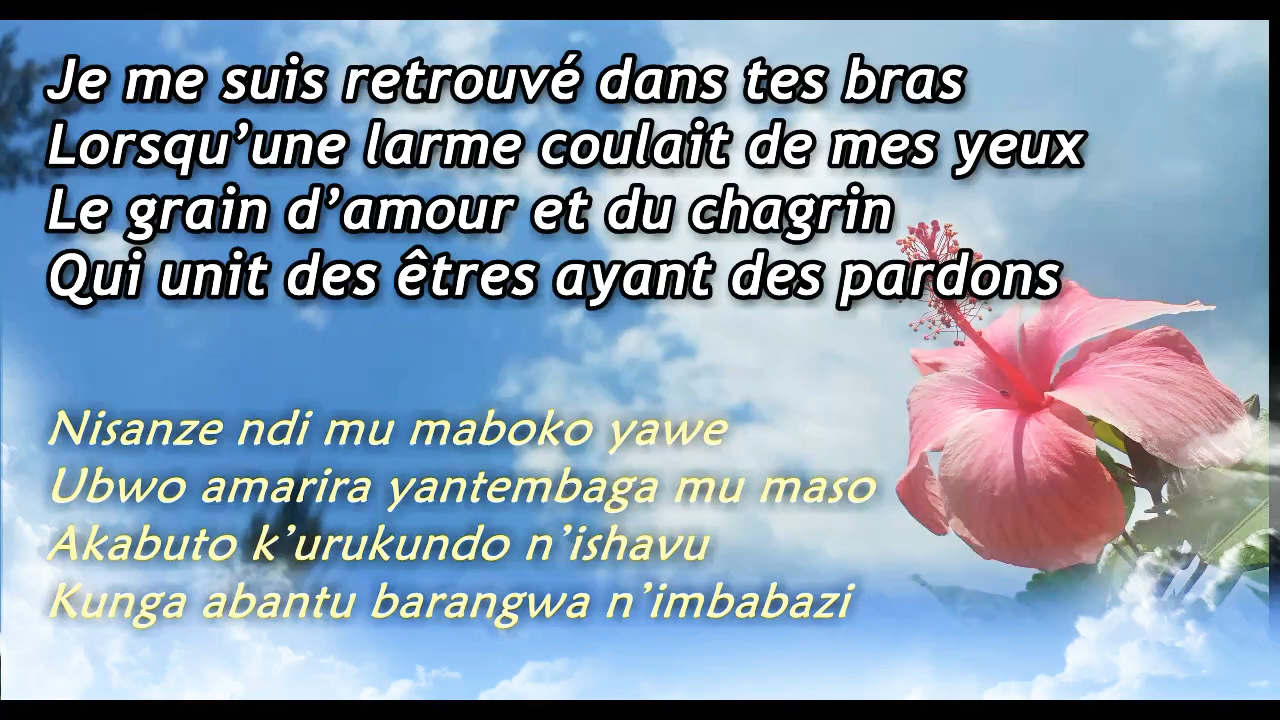 Je me suis retrouvé dans tes bras
Lorsqu’une larme coulait de mes yeux
Le grain d’amour et du chagrin
Qui unit des êtres ayant des pardons
Nisanze ndi mu maboko yawe
Ubwo amarira yantembaga mu maso
Akabuto k’urukundo n’ishavu
Kunga abantu barangwa n’imbabazi